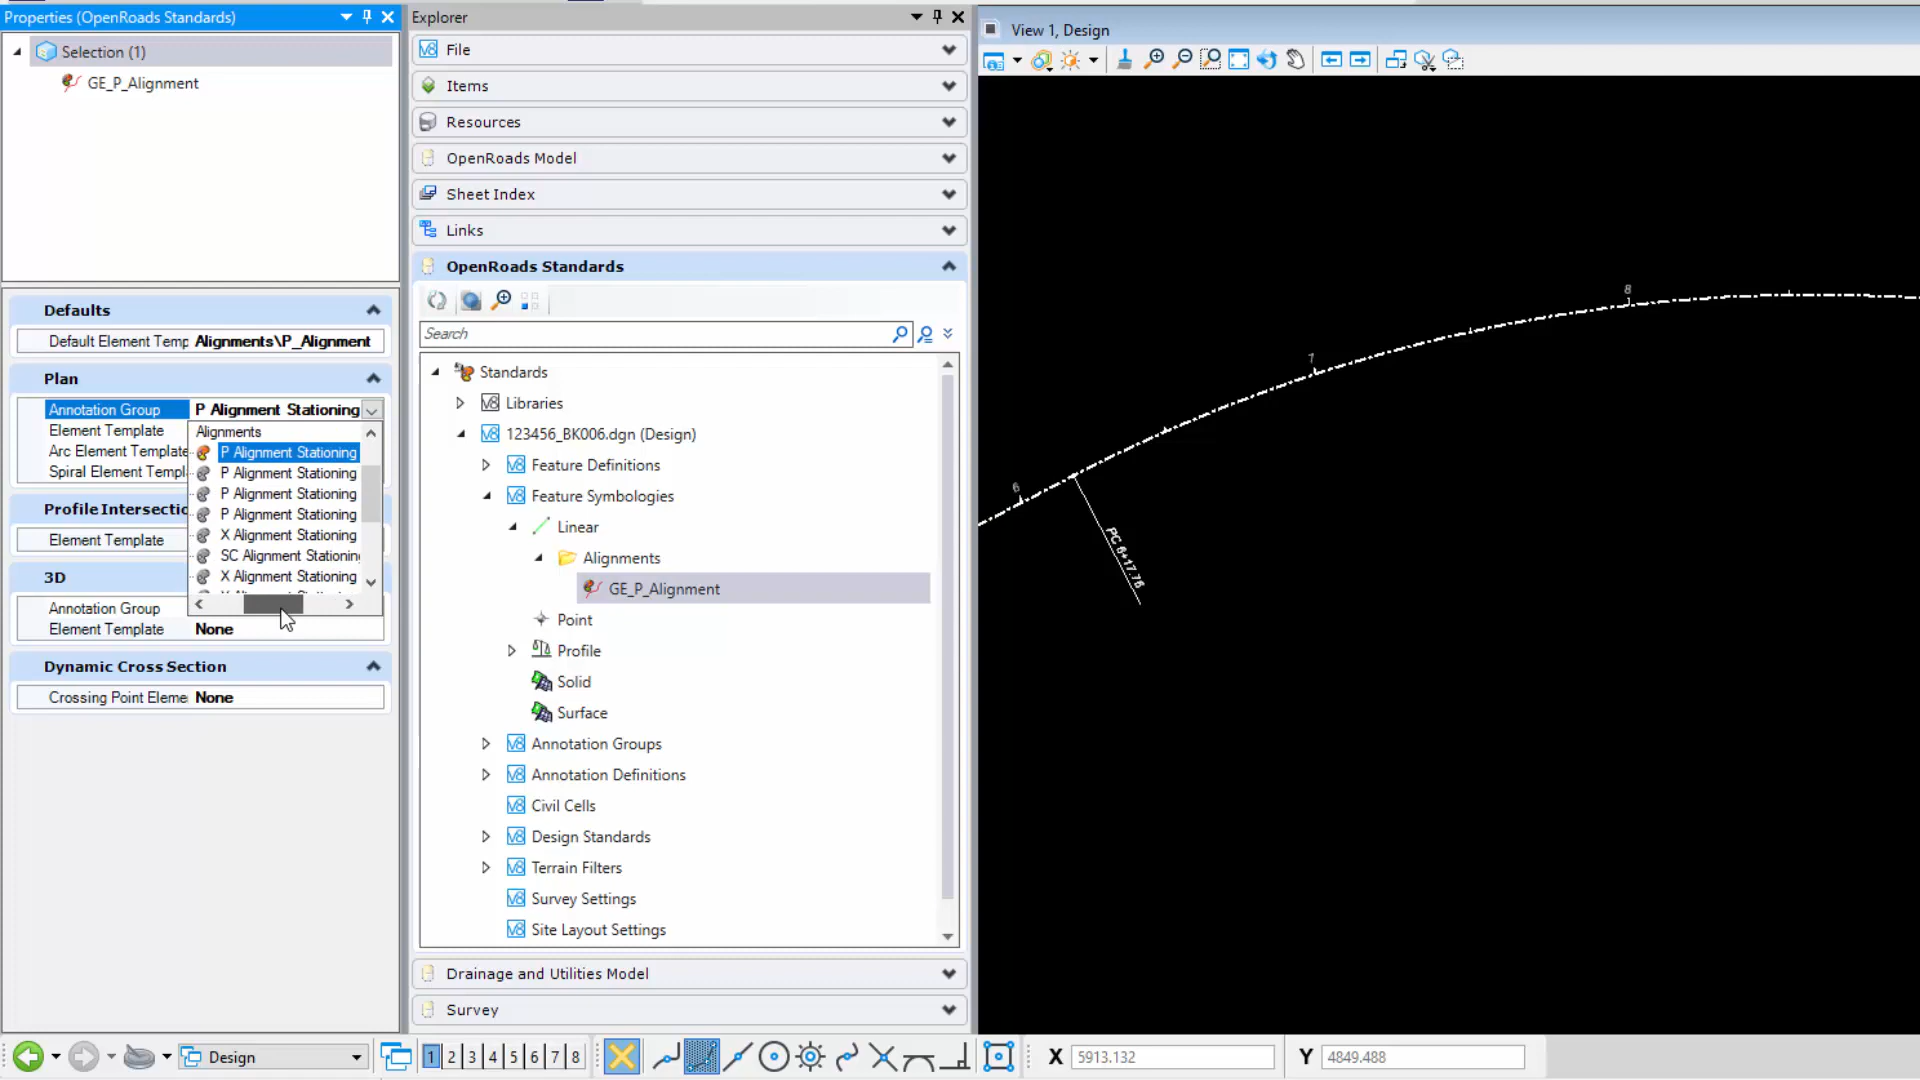 Properties (OpenRoads Standards)
Selection (1)
GE_P_Alignment
Defaults
Default Element Temp Alignments\P_Alignment
Plan
Annotation Group P Alignment Stationing
Element Template
Arc Element Template
Spiral Element Templ
Alignments
P Alignment Stationing
P Alignment Stationing
P Alignment Stationing
P Alignment Stationing
X Alignment Stationing
SC Alignment Stationin
X Alignment Stationing
Profile Intersectio
Element Template
3D
Annotation Group
Element Template None
Dynamic Cross Section
Crossing Point Eleme None
Explorer
File
Items
Resources
OpenRoads Model
Sheet Index
Links
OpenRoads Standards
Search
Standards
Libraries
123456_BK006.dgn (Design)
Feature Definitions
Feature Symbologies
Linear
Alignments
GE_P_Alignment
Point
Profile
Solid
Surface
Annotation Groups
Annotation Definitions
Civil Cells
Design Standards
Terrain Filters
Survey Settings
Site Layout Settings
Drainage and Utilities Model
Survey
View 1, Design
8
7
6
PC 6+17.76
Design
1 2 3 4 5 6 7 8
X 5913.132
Y 4849.488